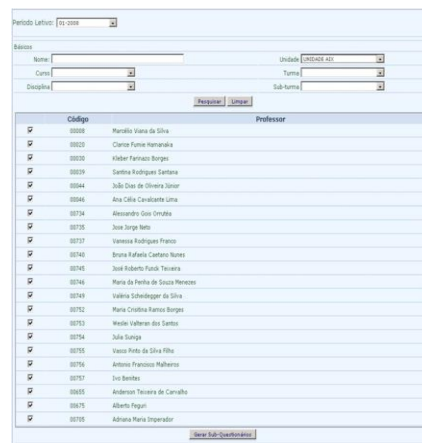 Período Letivo: 01-2008
Básicos
Nome: Unidade UNIDADE AIX
Curso Turma:
Disciplina Sub-turma:
Pesquisar Limpar
Código Professor
00008 Marcélio Viana da Silva
00020 Clarice Fumie Hamanaka
00030 Kleber Farinazo Borges
00039 Santina Rodrigues Santana
00044 João Dias de Oliveira Júnior
00046 Ana Célia Cavalcante Lima
00734 Alessandro Gois Orrutéa
00735 Jose Jorge Neto
00737 Vanessa Rodrigues Franco
00740 Bruna Rafaela Caetano Nunes
00745 José Roberto Funck Teixeira
00746 Maria da Penha de Souza Menezes
00749 Valéria Scheidegger da Silva
00752 Maria Cristina Ramos Borges
00753 Weslei Valteran dos Santos
00754 Julia Suniga
00755 Vasco Pinto da Silva Filho
00756 Antonio Francisco Malheiros
00757 Ivo Benites
00655 Anderson Teixeira de Carvalho
00675 Alberto Paguri
00705 Adriana Maria Imperador
Gerar Sub-Questionários